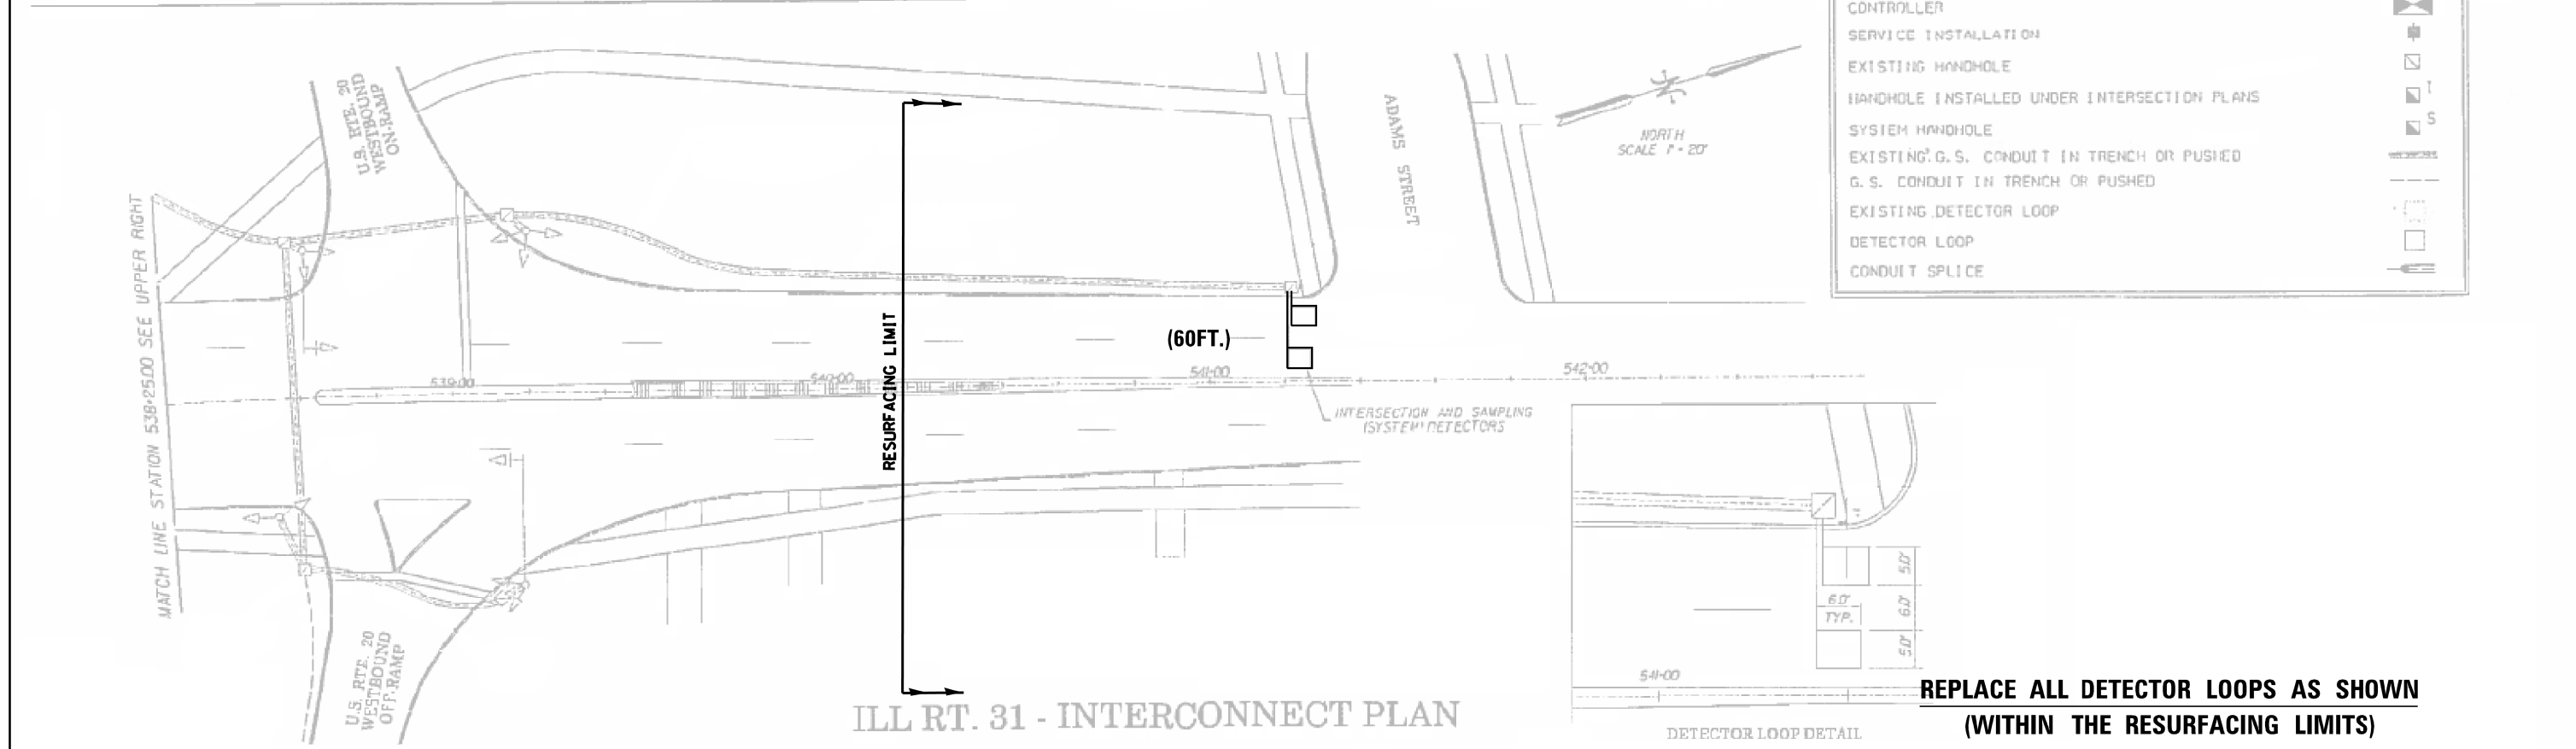 CONTROLLER
SERVICE INSTALLATION
EXISTING HANDHOLE
HANDHOLE INSTALLED UNDER INTERSECTION PLANS
I
SYSTEM HANDHOLE
S
EXISTING G.S. CONDUIT IN TRENCH OR PUSHED
G.S. CONDUIT IN TRENCH OR PUSHED
EXISTING DETECTOR LOOP
DETECTOR LOOP
CONDUIT SPLICE
U.S. RTE. 20
WESTBOUND
ON-RAMP
ADAMS STREET
NORTH
SCALE 1" = 20'
MATCH LINE STATION 538+25.00 SEE UPPER RIGHT
RESURFACING LIMIT
(60FT.)
539+00
540+00
541+00
542+00
INTERSECTION AND SAMPLING
(SYSTEM) DETECTORS
U.S. RTE. 20
WESTBOUND
OFF-RAMP
5.0'
6.0'
TYP.
6.0'
5.0'
541+00
DETECTOR LOOP DETAIL
ILL RT. 31 - INTERCONNECT PLAN
REPLACE ALL DETECTOR LOOPS AS SHOWN
(WITHIN THE RESURFACING LIMITS)